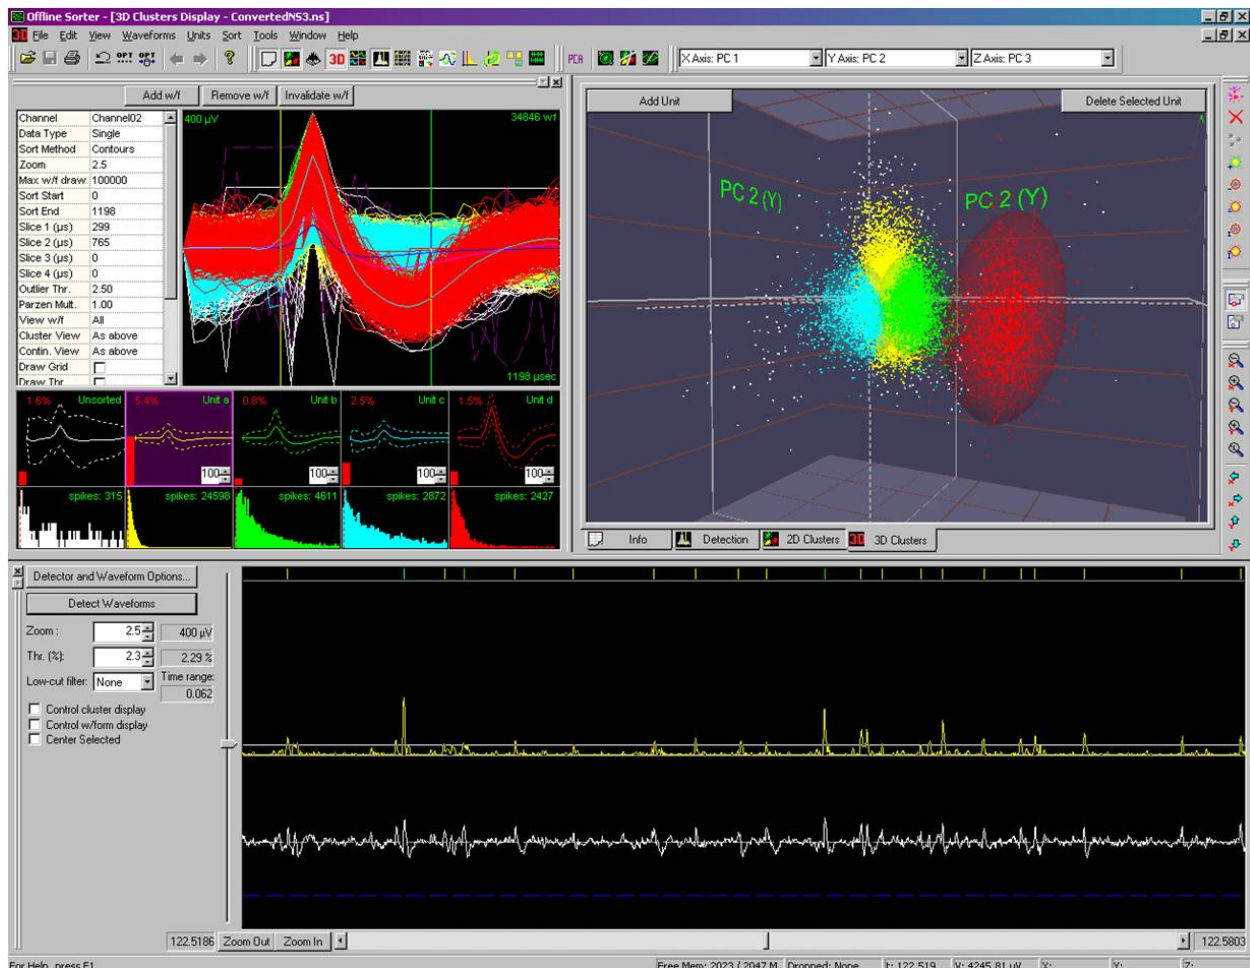 Offline Sorter - [3D Clusters Display - ConvertedNS3.ns]
3D File Edit View Waveforms Units Sort Tools Window Help
OPT OPT ? 3D PCA X Axis: PC 1 Y Axis: PC 2 Z Axis: PC 3
Add w/f Remove w/f Invalidate w/f
Channel Channel02
Data Type Single
Sort Method Contours
Zoom 2.5
Max w/f draw 100000
Sort Start 0
Sort End 1198
Slice 1 (µs) 299
Slice 2 (µs) 765
Slice 3 (µs) 0
Slice 4 (µs) 0
Outlier Thr. 2.50
Parzen Mult. 1.00
View w/f All
Cluster View As above
Contin. View As above
Draw Grid
Draw Thr
400 µV 34846 wf
1198 µsec
1.6% Unsorted 5.4% Unit a 0.8% Unit b 2.5% Unit c 1.5% Unit d
100 100 100 100
spikes: 315 spikes: 24598 spikes: 4611 spikes: 2872 spikes: 2427
Add Unit Delete Selected Unit
PC 2 (Y) PC 2 (Y)
Info Detection 2D Clusters 3D 3D Clusters
Detector and Waveform Options...
Detect Waveforms
Zoom : 2.5 400 µV
Thr. (%): 2.3 2.29 %
Low-cut filter: None Time range:
0.062
Control cluster display
Control w/form display
Center Selected
122.5186 Zoom Out Zoom In 122.5803
For Help, press F1 Free Mem: 2023 / 2047 M Dropped: None t: 122.519 V: 4245.81 µV X: Y: Z: